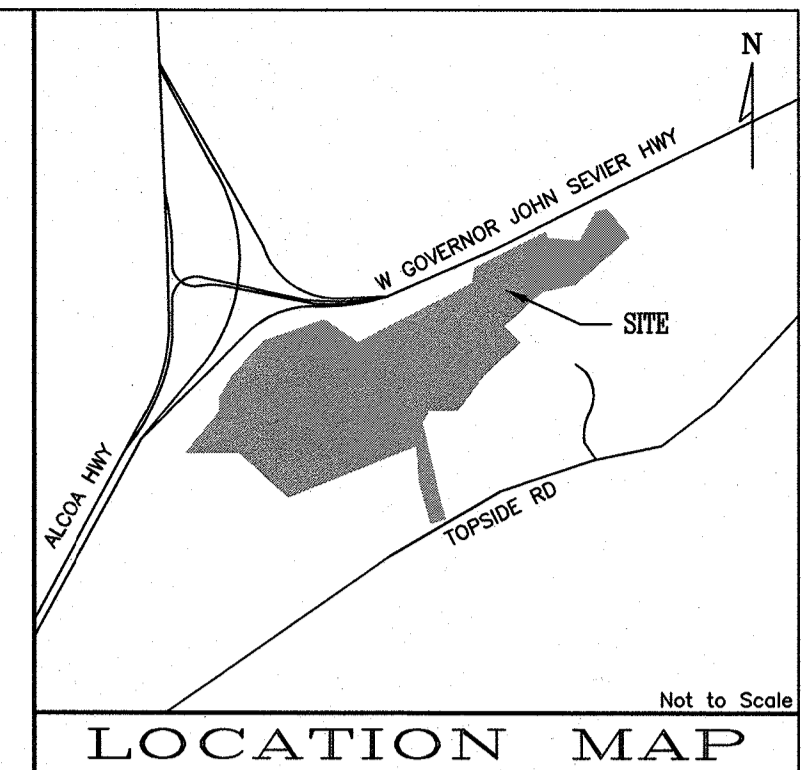 N
W GOVERNOR JOHN SEVIER HWY
SITE
ALCOA HWY
TOPSIDE RD
Not to Scale
LOCATION MAP